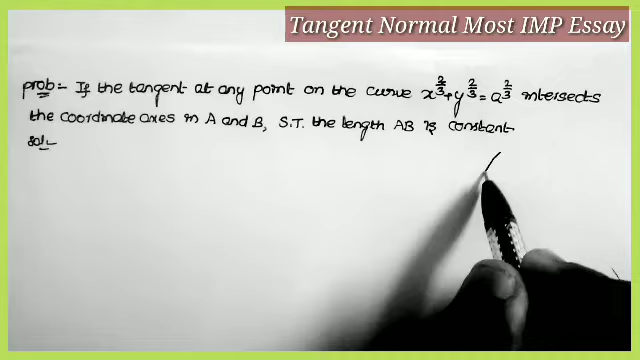 Tangent Normal Most IMP Essay
prob:- If the tangent at any point on the curve x^{2/3}+y^{2/3}=a^{2/3} intersects
the coordinate axes in A and B, S.T. the length AB is constant
sol:-